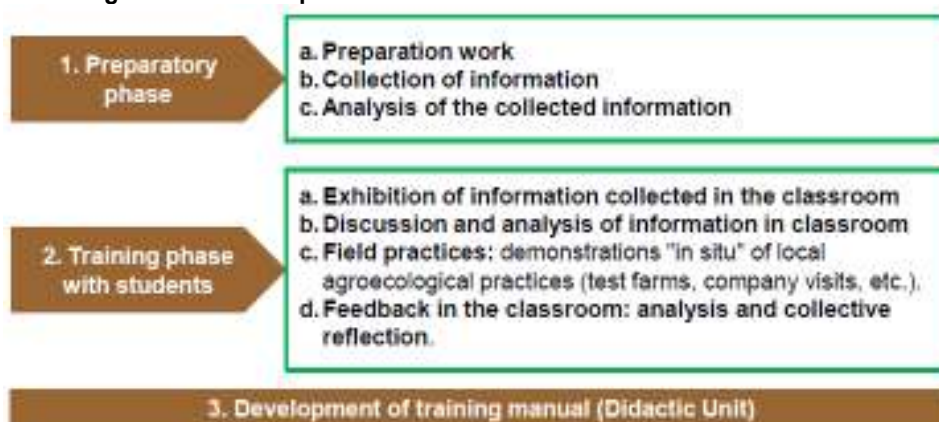 1. Preparatory
phase
a. Preparation work
b. Collection of information
c. Analysis of the collected information
2. Training phase
with students
a. Exhibition of information collected in the classroom
b. Discussion and analysis of information in classroom
c. Field practices: demonstrations "in situ" of local
agroecological practices (test farms, company visits, etc.).
d. Feedback in the classroom: analysis and collective
reflection.
3. Development of training manual (Didactic Unit)